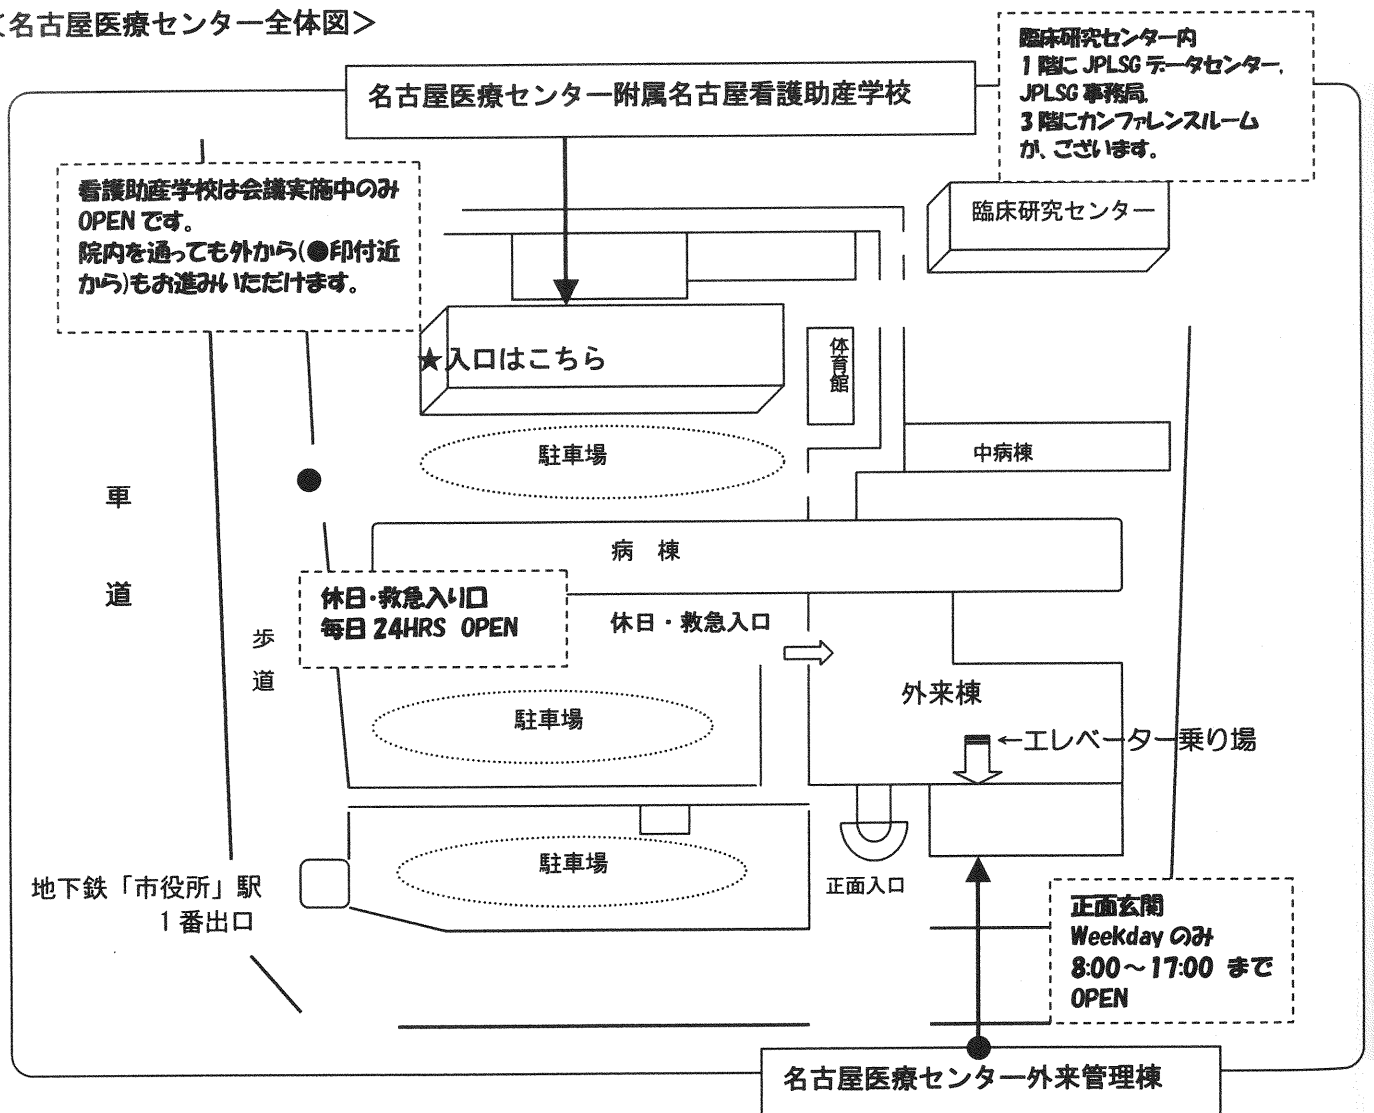 ＜名古屋医療センター全体図＞
名古屋医療センター附属名古屋看護助産学校
臨床研究センター内
1 階に JPLSG データセンター,
JPLSG 事務局,
3 階にカンファレンスルーム
が、ございます。
看護助産学校は会議実施中のみ
OPEN です。
院内を通っても外から(●印付近
から)もお進みいただけます。
臨床研究センター
★入口はこちら
体育館
駐車場
中病棟
車道
病 棟
休日・救急入り口
毎日 24HRS OPEN
休日・救急入口
歩道
外来棟
駐車場
←エレベーター乗り場
駐車場
地下鉄「市役所」駅
1 番出口
正面入口
正面玄関
Weekday のみ
8:00～17:00 まで
OPEN
名古屋医療センター外来管理棟